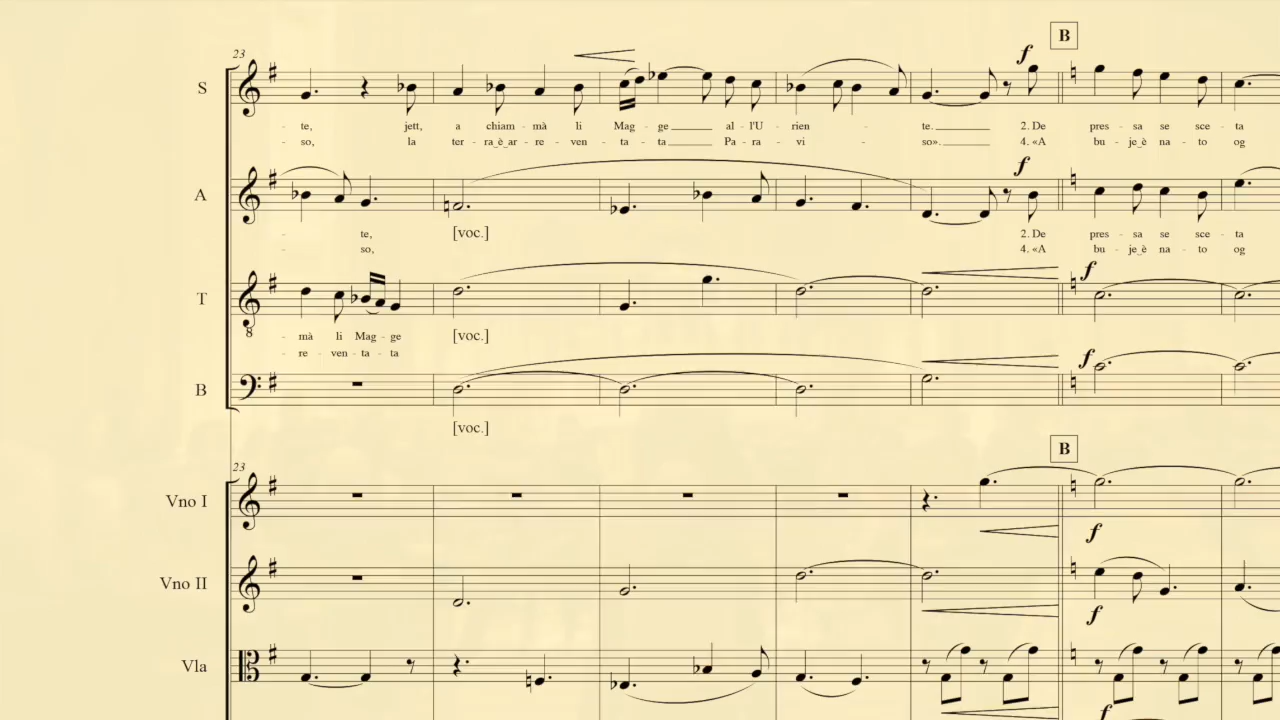 B
23
f
S
te, jett, a chiam - mà li Mag - ge al - l'U - rien - te. 2. De pres - sa se sce - ta
so, la ter - ra_è_ar - re - ven - ta - ta Pa - ra - vi - so». 4. «A bu - je_è na - to og
f
A
[voc.]
te, 2. De pres - sa se sce - ta
so, 4. «A bu - je_è na - to og
f
T
8
mà li Mag - ge [voc.]
re - ven - ta - ta
f
B
[voc.]
B
23
Vno I
f
Vno II
f
Vla
f